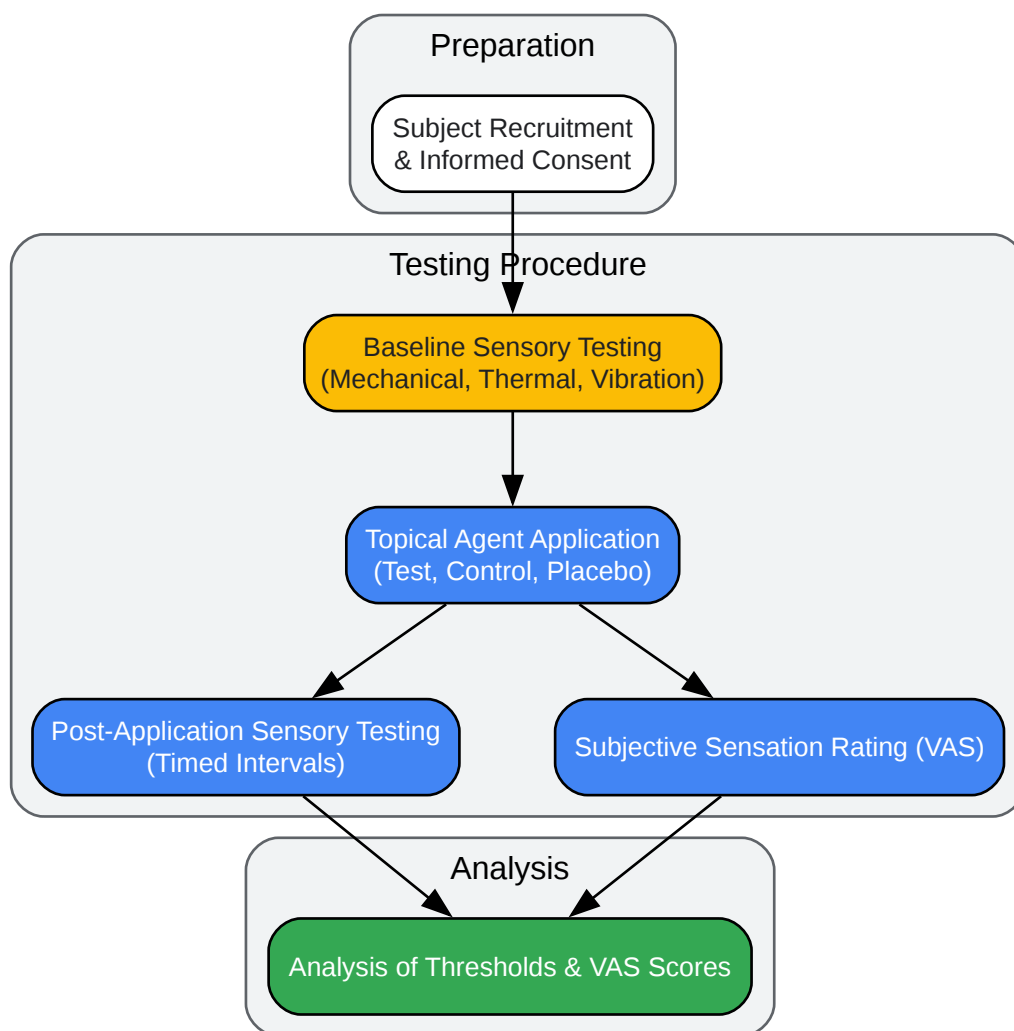 Preparation
Subject Recruitment
& Informed Consent
Testing Procedure
Baseline Sensory Testing
(Mechanical, Thermal, Vibration)
Topical Agent Application
(Test, Control, Placebo)
Post-Application Sensory Testing
(Timed Intervals)
Subjective Sensation Rating (VAS)
Analysis
Analysis of Thresholds & VAS Scores